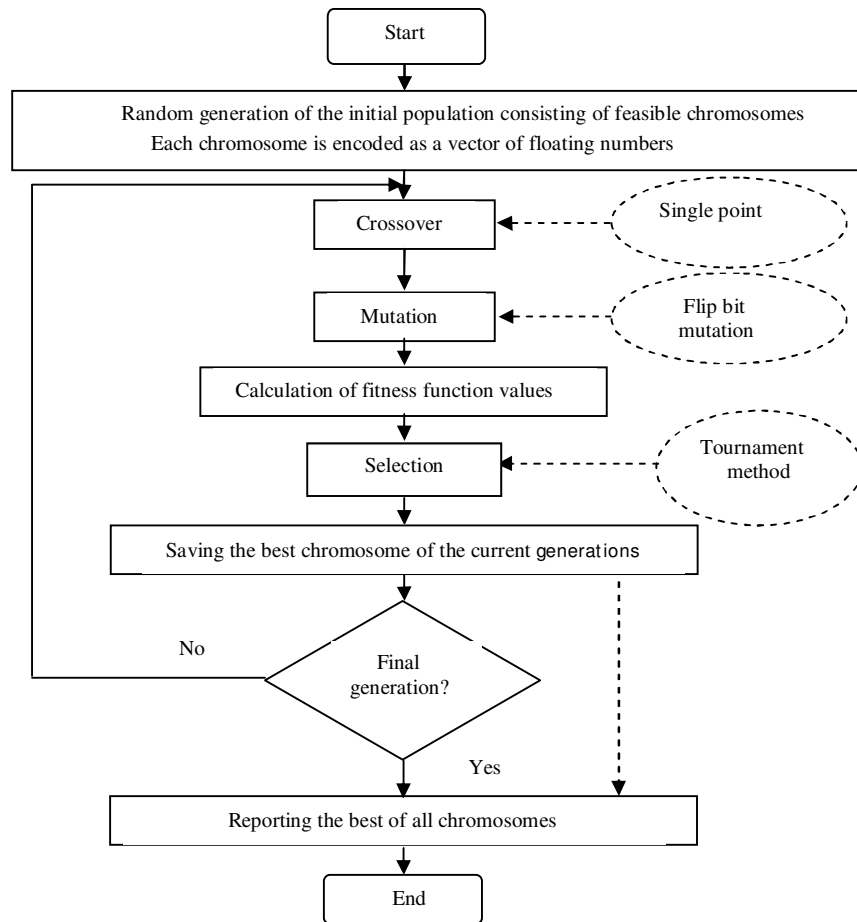 Start
Random generation of the initial population consisting of feasible chromosomes
Each chromosome is encoded as a vector of floating numbers
Crossover
Single point
Mutation
Flip bit
mutation
Calculation of fitness function values
Selection
Tournament
method
Saving the best chromosome of the current generations
No
Final
generation?
Yes
Reporting the best of all chromosomes
End